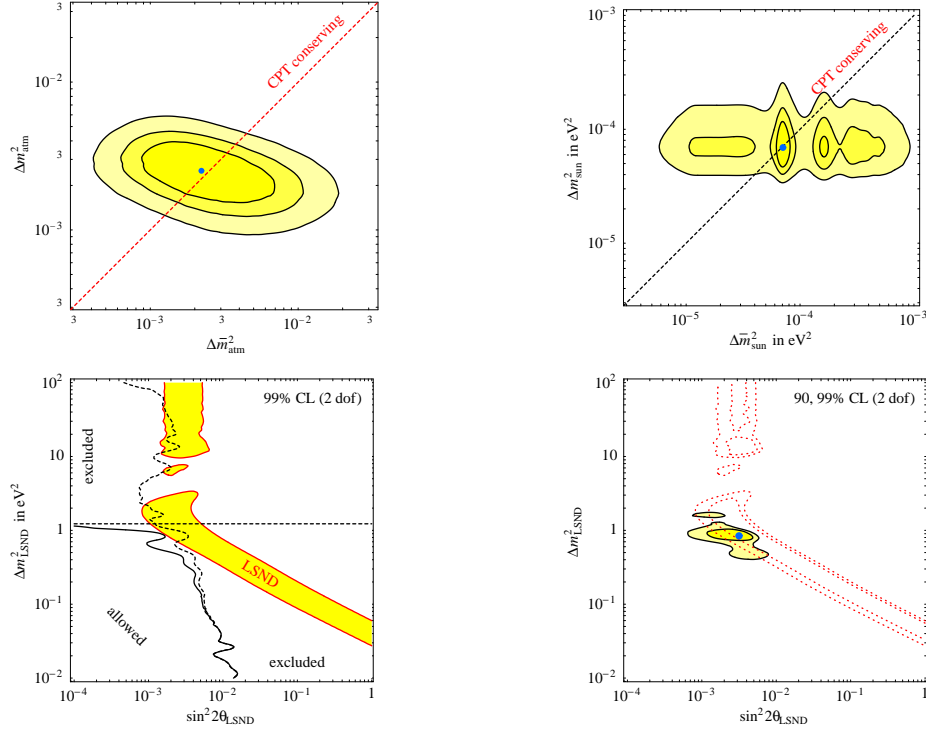 CPT conserving
3
10⁻²
Δm²atm
3
10⁻³
3
3
10⁻³
3
10⁻²
3
Δm̅²atm
10⁻³
CPT conserving
10⁻⁴
Δm²sun in eV²
10⁻⁵
10⁻⁵
10⁻⁴
10⁻³
Δm̅²sun in eV²
10²
99% CL (2 dof)
excluded
10
Δm²LSND in eV²
1
LSND
10⁻¹
allowed
excluded
10⁻²
10⁻⁴
10⁻³
10⁻²
10⁻¹
1
sin²2θLSND
10²
90, 99% CL (2 dof)
10
Δm²LSND in eV²
1
10⁻¹
10⁻²
10⁻⁴
10⁻³
10⁻²
10⁻¹
1
sin²2θLSND